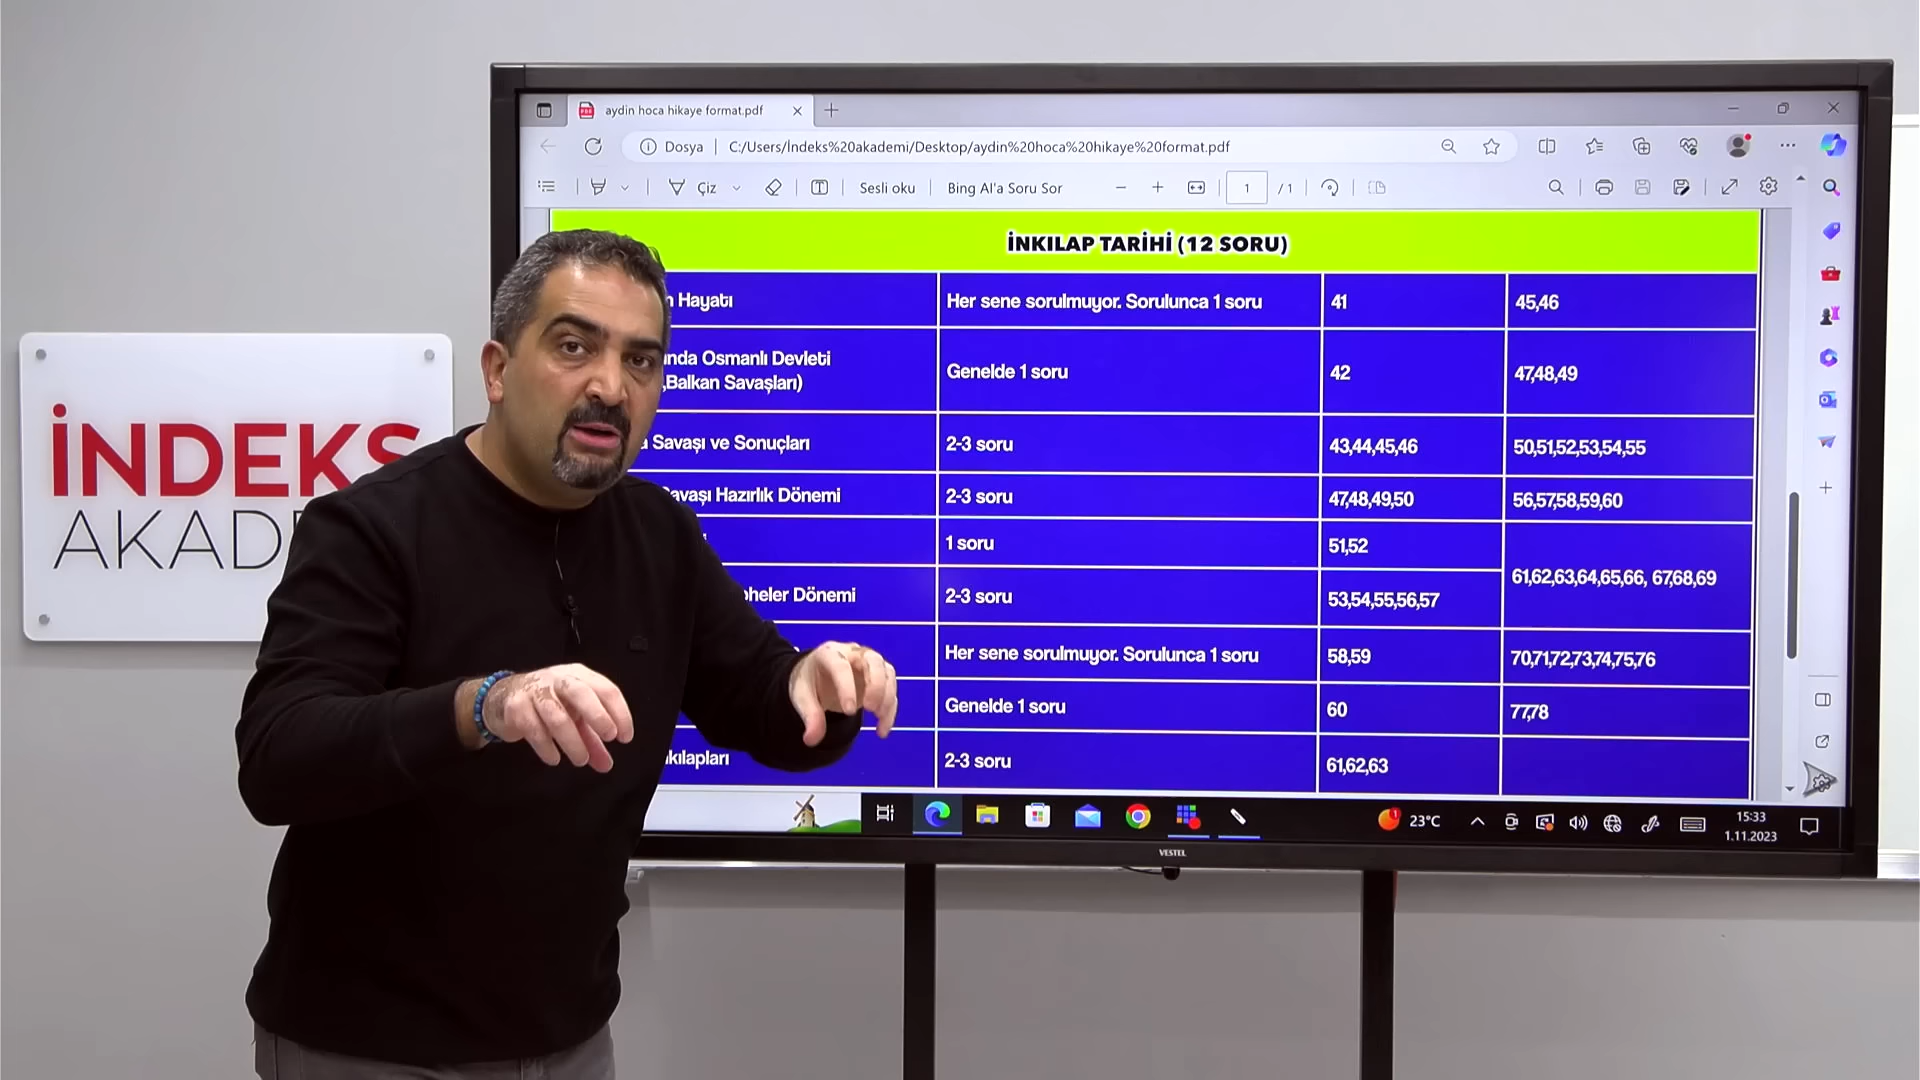 aydin hoca hikaye format.pdf
Dosya
C:/Users/İndeks%20akademi/Desktop/aydin%20hoca%20hikaye%20format.pdf
Çiz
Sesli oku
Bing AI'a Soru Sor
1
/ 1
İNKILAP TARİHİ (12 SORU)
Hayatı
Her sene sorulmuyor. Sorulunca 1 soru
41
45,46
Osmanlı Devleti
,Balkan Savaşları)
Genelde 1 soru
42
47,48,49
Savaşı ve Sonuçları
2-3 soru
43,44,45,46
50,51,52,53,54,55
Savaşı Hazırlık Dönemi
2-3 soru
47,48,49,50
56,57,58,59,60
1 soru
51,52
61,62,63,64,65,66, 67,68,69
Dönemi
2-3 soru
53,54,55,56,57
Her sene sorulmuyor. Sorulunca 1 soru
58,59
70,71,72,73,74,75,76
Genelde 1 soru
60
77,78
2-3 soru
61,62,63
23°C
15:33
1.11.2023
VESTEL
İNDEKS
AKAD